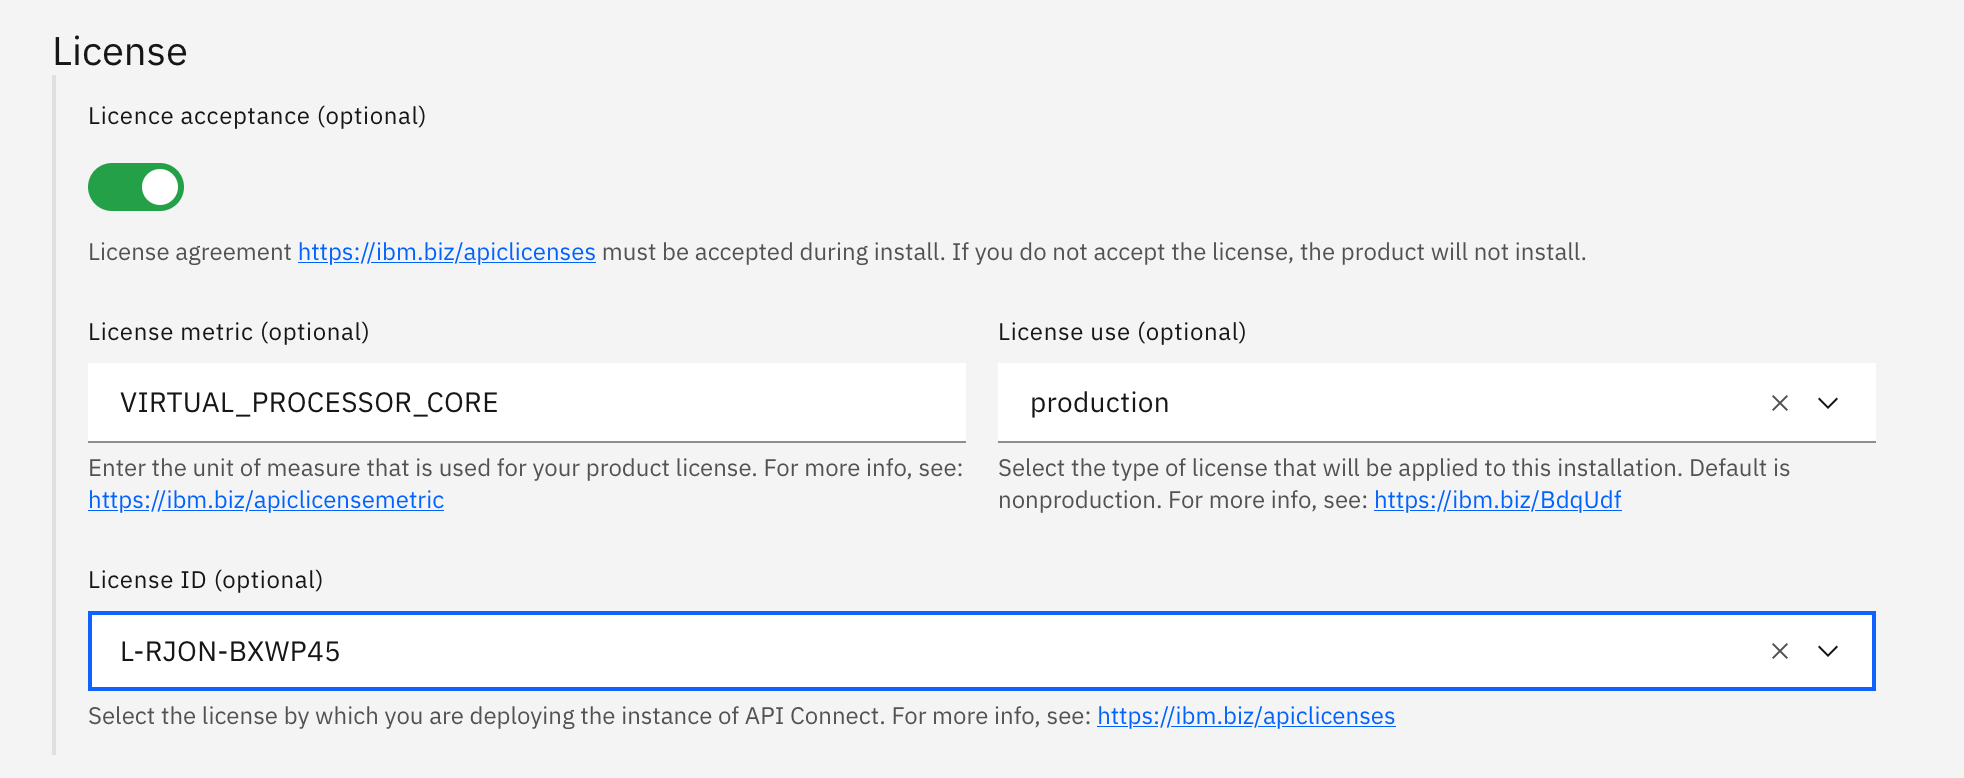 License
Licence acceptance (optional)
License agreement https://ibm.biz/apiclicenses must be accepted during install. If you do not accept the license, the product will not install.
License metric (optional)
VIRTUAL_PROCESSOR_CORE
Enter the unit of measure that is used for your product license. For more info, see:
https://ibm.biz/apiclicensemetric
License use (optional)
production
Select the type of license that will be applied to this installation. Default is
nonproduction. For more info, see: https://ibm.biz/BdqUdf
License ID (optional)
L-RJON-BXWP45
Select the license by which you are deploying the instance of API Connect. For more info, see: https://ibm.biz/apiclicenses